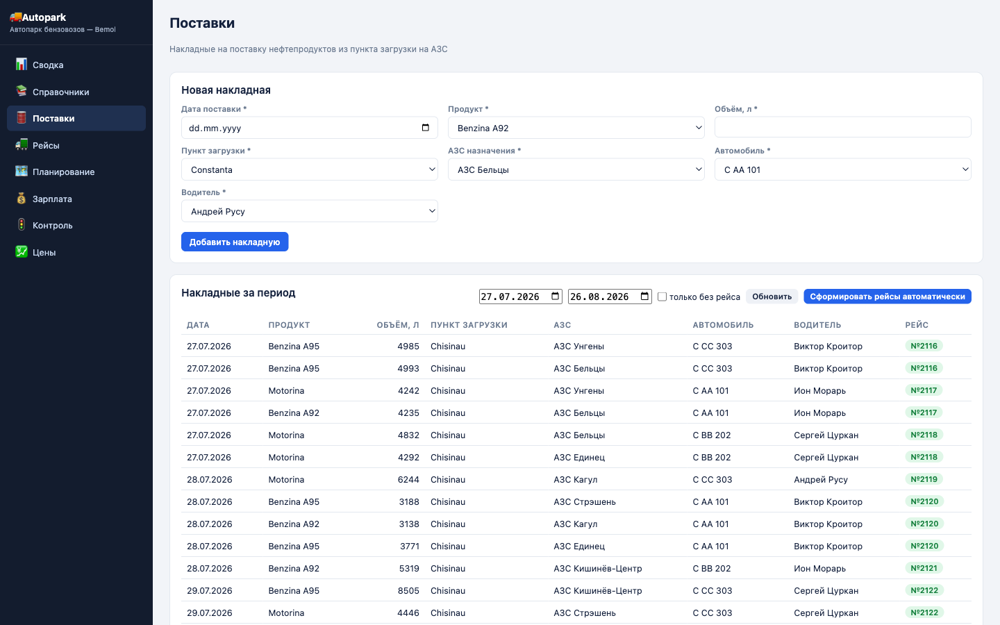 Autopark
Автопарк бензовозов — Bemol
Сводка
Справочники
Поставки
Рейсы
Планирование
Зарплата
Контроль
Цены
Поставки
Накладные на поставку нефтепродуктов из пункта загрузки на АЗС
Новая накладная
Дата поставки * Продукт * Объём, л *
dd.mm.yyyy Benzina A92
Пункт загрузки * АЗС назначения * Автомобиль *
Constanta АЗС Бельцы C AA 101
Водитель *
Андрей Русу
Добавить накладную
Накладные за период 27.07.2026 26.08.2026 только без рейса Обновить Сформировать рейсы автоматически
ДАТА ПРОДУКТ ОБЪЁМ, Л ПУНКТ ЗАГРУЗКИ АЗС АВТОМОБИЛЬ ВОДИТЕЛЬ РЕЙС
27.07.2026 Benzina A95 4985 Chisinau АЗС Унгены C CC 303 Виктор Кроитор №2116
27.07.2026 Benzina A95 4993 Chisinau АЗС Бельцы C CC 303 Виктор Кроитор №2116
27.07.2026 Motorina 4242 Chisinau АЗС Унгены C AA 101 Ион Морарь №2117
27.07.2026 Benzina A92 4235 Chisinau АЗС Бельцы C AA 101 Ион Морарь №2117
27.07.2026 Motorina 4832 Chisinau АЗС Бельцы C BB 202 Сергей Цуркан №2118
27.07.2026 Motorina 4292 Chisinau АЗС Единец C BB 202 Сергей Цуркан №2118
28.07.2026 Motorina 6244 Chisinau АЗС Кагул C CC 303 Андрей Русу №2119
28.07.2026 Benzina A95 3188 Chisinau АЗС Стрэшень C AA 101 Виктор Кроитор №2120
28.07.2026 Benzina A92 3138 Chisinau АЗС Кагул C AA 101 Виктор Кроитор №2120
28.07.2026 Benzina A95 3771 Chisinau АЗС Единец C AA 101 Виктор Кроитор №2120
28.07.2026 Benzina A92 5319 Chisinau АЗС Кишинёв-Центр C BB 202 Ион Морарь №2121
29.07.2026 Benzina A95 8505 Chisinau АЗС Кишинёв-Центр C CC 303 Сергей Цуркан №2122
29.07.2026 Motorina 4446 Chisinau АЗС Стрэшень C CC 303 Сергей Цуркан №2122